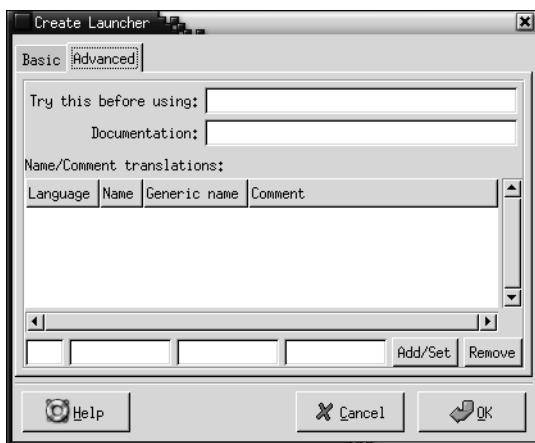 Create Launcher
Basic Advanced
Try this before using:
Documentation:
Name/Comment translations:
Language Name Generic name Comment
Add/Set Remove
Help Cancel OK